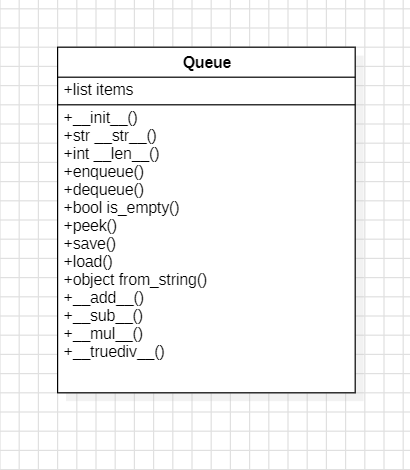 Queue
+list items
+__init__()
+str __str__()
+int __len__()
+enqueue()
+dequeue()
+bool is_empty()
+peek()
+save()
+load()
+object from_string()
+__add__()
+__sub__()
+__mul__()
+__truediv__()